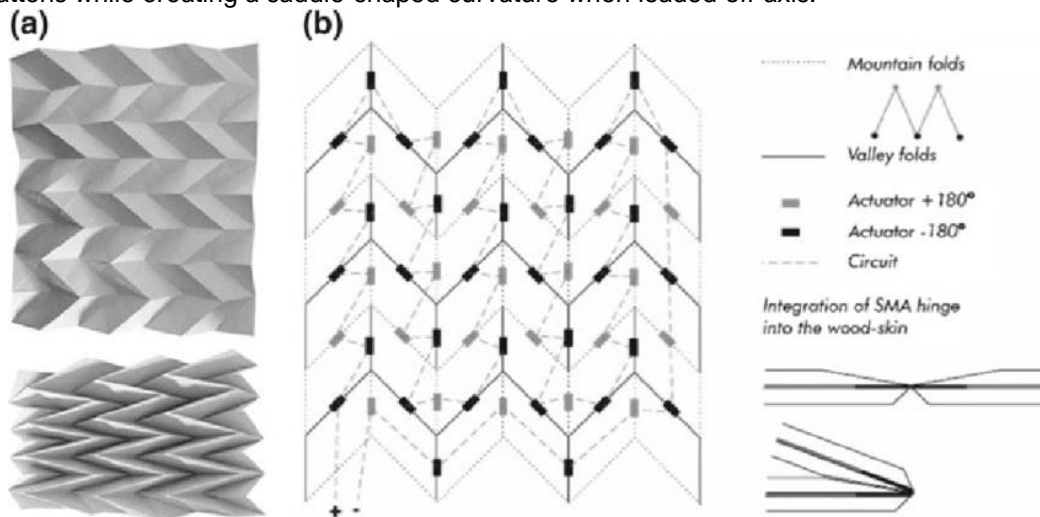 (a)
(b)
Mountain folds
Valley folds
Actuator +180°
Actuator -180°
Circuit
Integration of SMA hinge
into the wood-skin
+ -